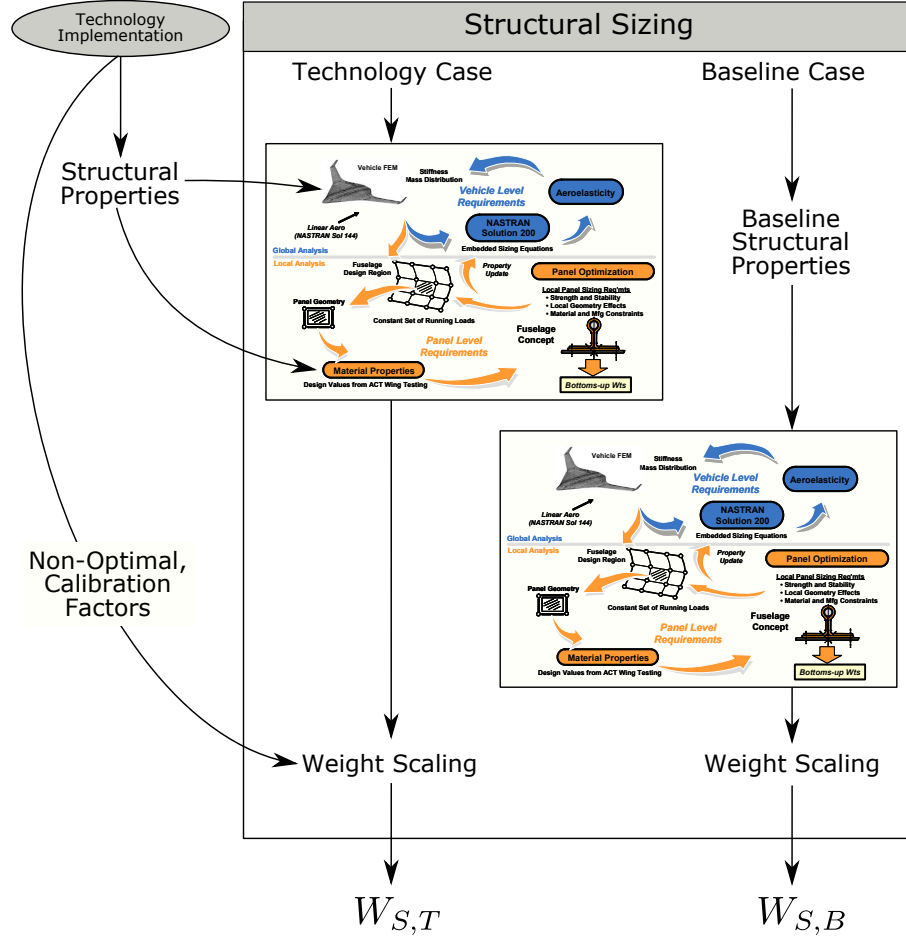 Technology
Implementation
Structural Sizing
Technology Case
Baseline Case
Structural
Properties
Vehicle FEM
Stiffness
Mass Distribution
Vehicle Level
Requirements
Aeroelasticity
Linear Aero
(NASTRAN Sol 144)
NASTRAN
Solution 200
Embedded Sizing Equations
Global Analysis
Local Analysis
Fuselage
Design Region
Property
Update
Panel Optimization
Local Panel Sizing Req'mts
• Strength and Stability
• Local Geometry Effects
• Material and Mfg Constraints
Panel Geometry
Constant Set of Running Loads
Fuselage
Concept
Panel Level
Requirements
Material Properties
Design Values from ACT Wing Testing
Bottoms-up Wts
Baseline
Structural
Properties
Vehicle FEM
Stiffness
Mass Distribution
Vehicle Level
Requirements
Aeroelasticity
Linear Aero
(NASTRAN Sol 144)
NASTRAN
Solution 200
Embedded Sizing Equations
Global Analysis
Local Analysis
Fuselage
Design Region
Property
Update
Panel Optimization
Local Panel Sizing Req'mts
• Strength and Stability
• Local Geometry Effects
• Material and Mfg Constraints
Panel Geometry
Constant Set of Running Loads
Fuselage
Concept
Panel Level
Requirements
Material Properties
Design Values from ACT Wing Testing
Bottoms-up Wts
Non-Optimal,
Calibration
Factors
Weight Scaling
Weight Scaling
W_{S,T}
W_{S,B}